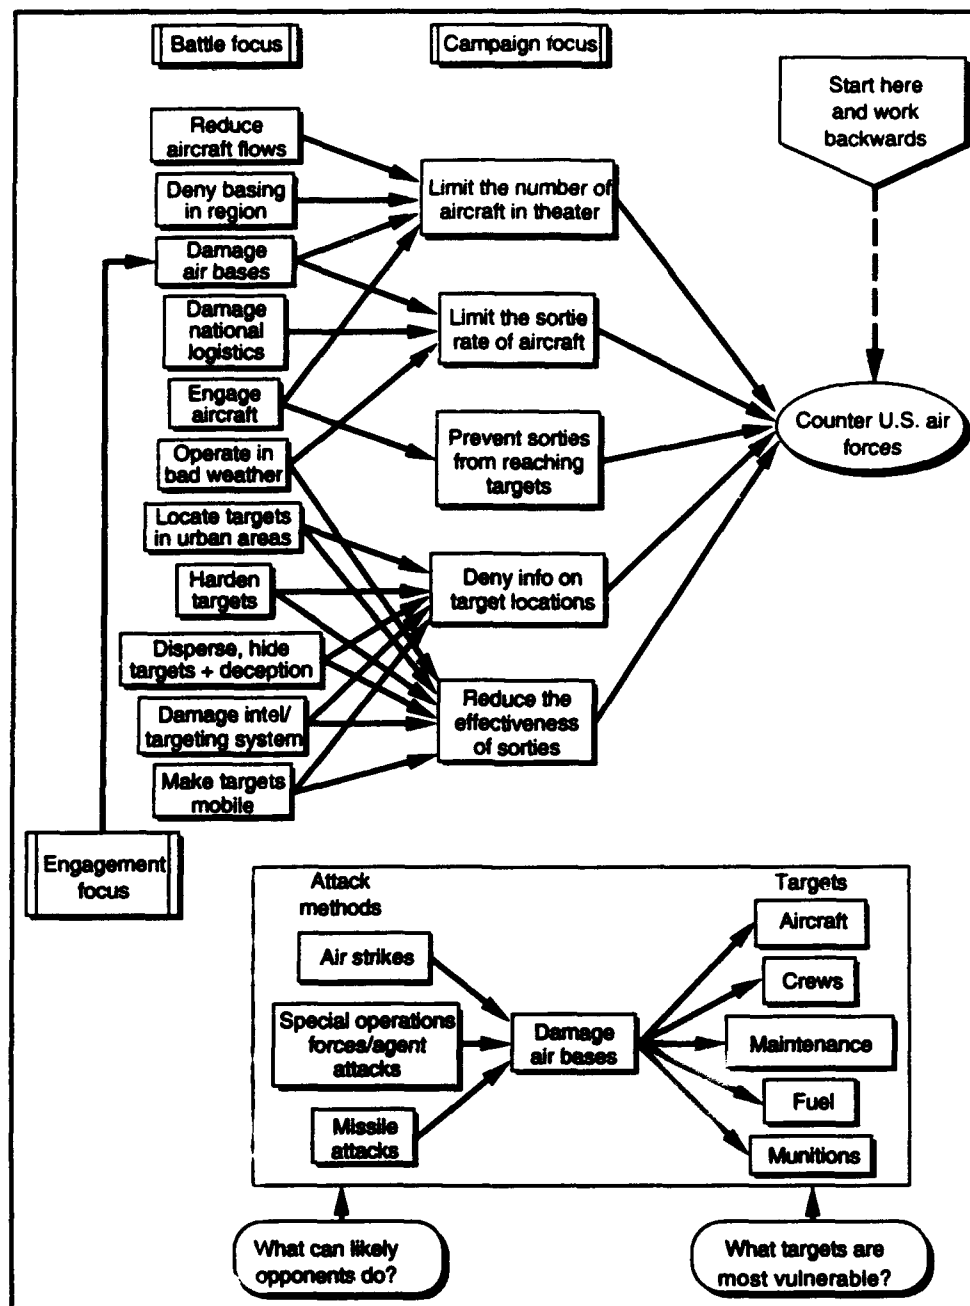 Battle focus
Campaign focus
Start here
and work
backwards
Reduce
aircraft flows
Deny basing
in region
Damage
air bases
Damage
national
logistics
Engage
aircraft
Operate in
bad weather
Locate targets
in urban areas
Harden
targets
Disperse, hide
targets + deception
Damage intel/
targeting system
Make targets
mobile
Limit the number of
aircraft in theater
Limit the sortie
rate of aircraft
Prevent sorties
from reaching
targets
Deny info on
target locations
Reduce the
effectiveness
of sorties
Counter U.S. air
forces
Engagement
focus
Attack
methods
Air strikes
Special operations
forces/agent
attacks
Missile
attacks
Damage
air bases
Targets
Aircraft
Crews
Maintenance
Fuel
Munitions
What can likely
opponents do?
What targets are
most vulnerable?